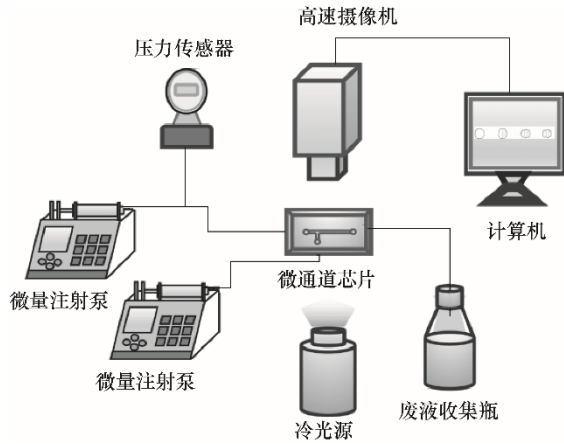 高速摄像机
压力传感器
计算机
微通道芯片
微量注射泵
微量注射泵
废液收集瓶
冷光源